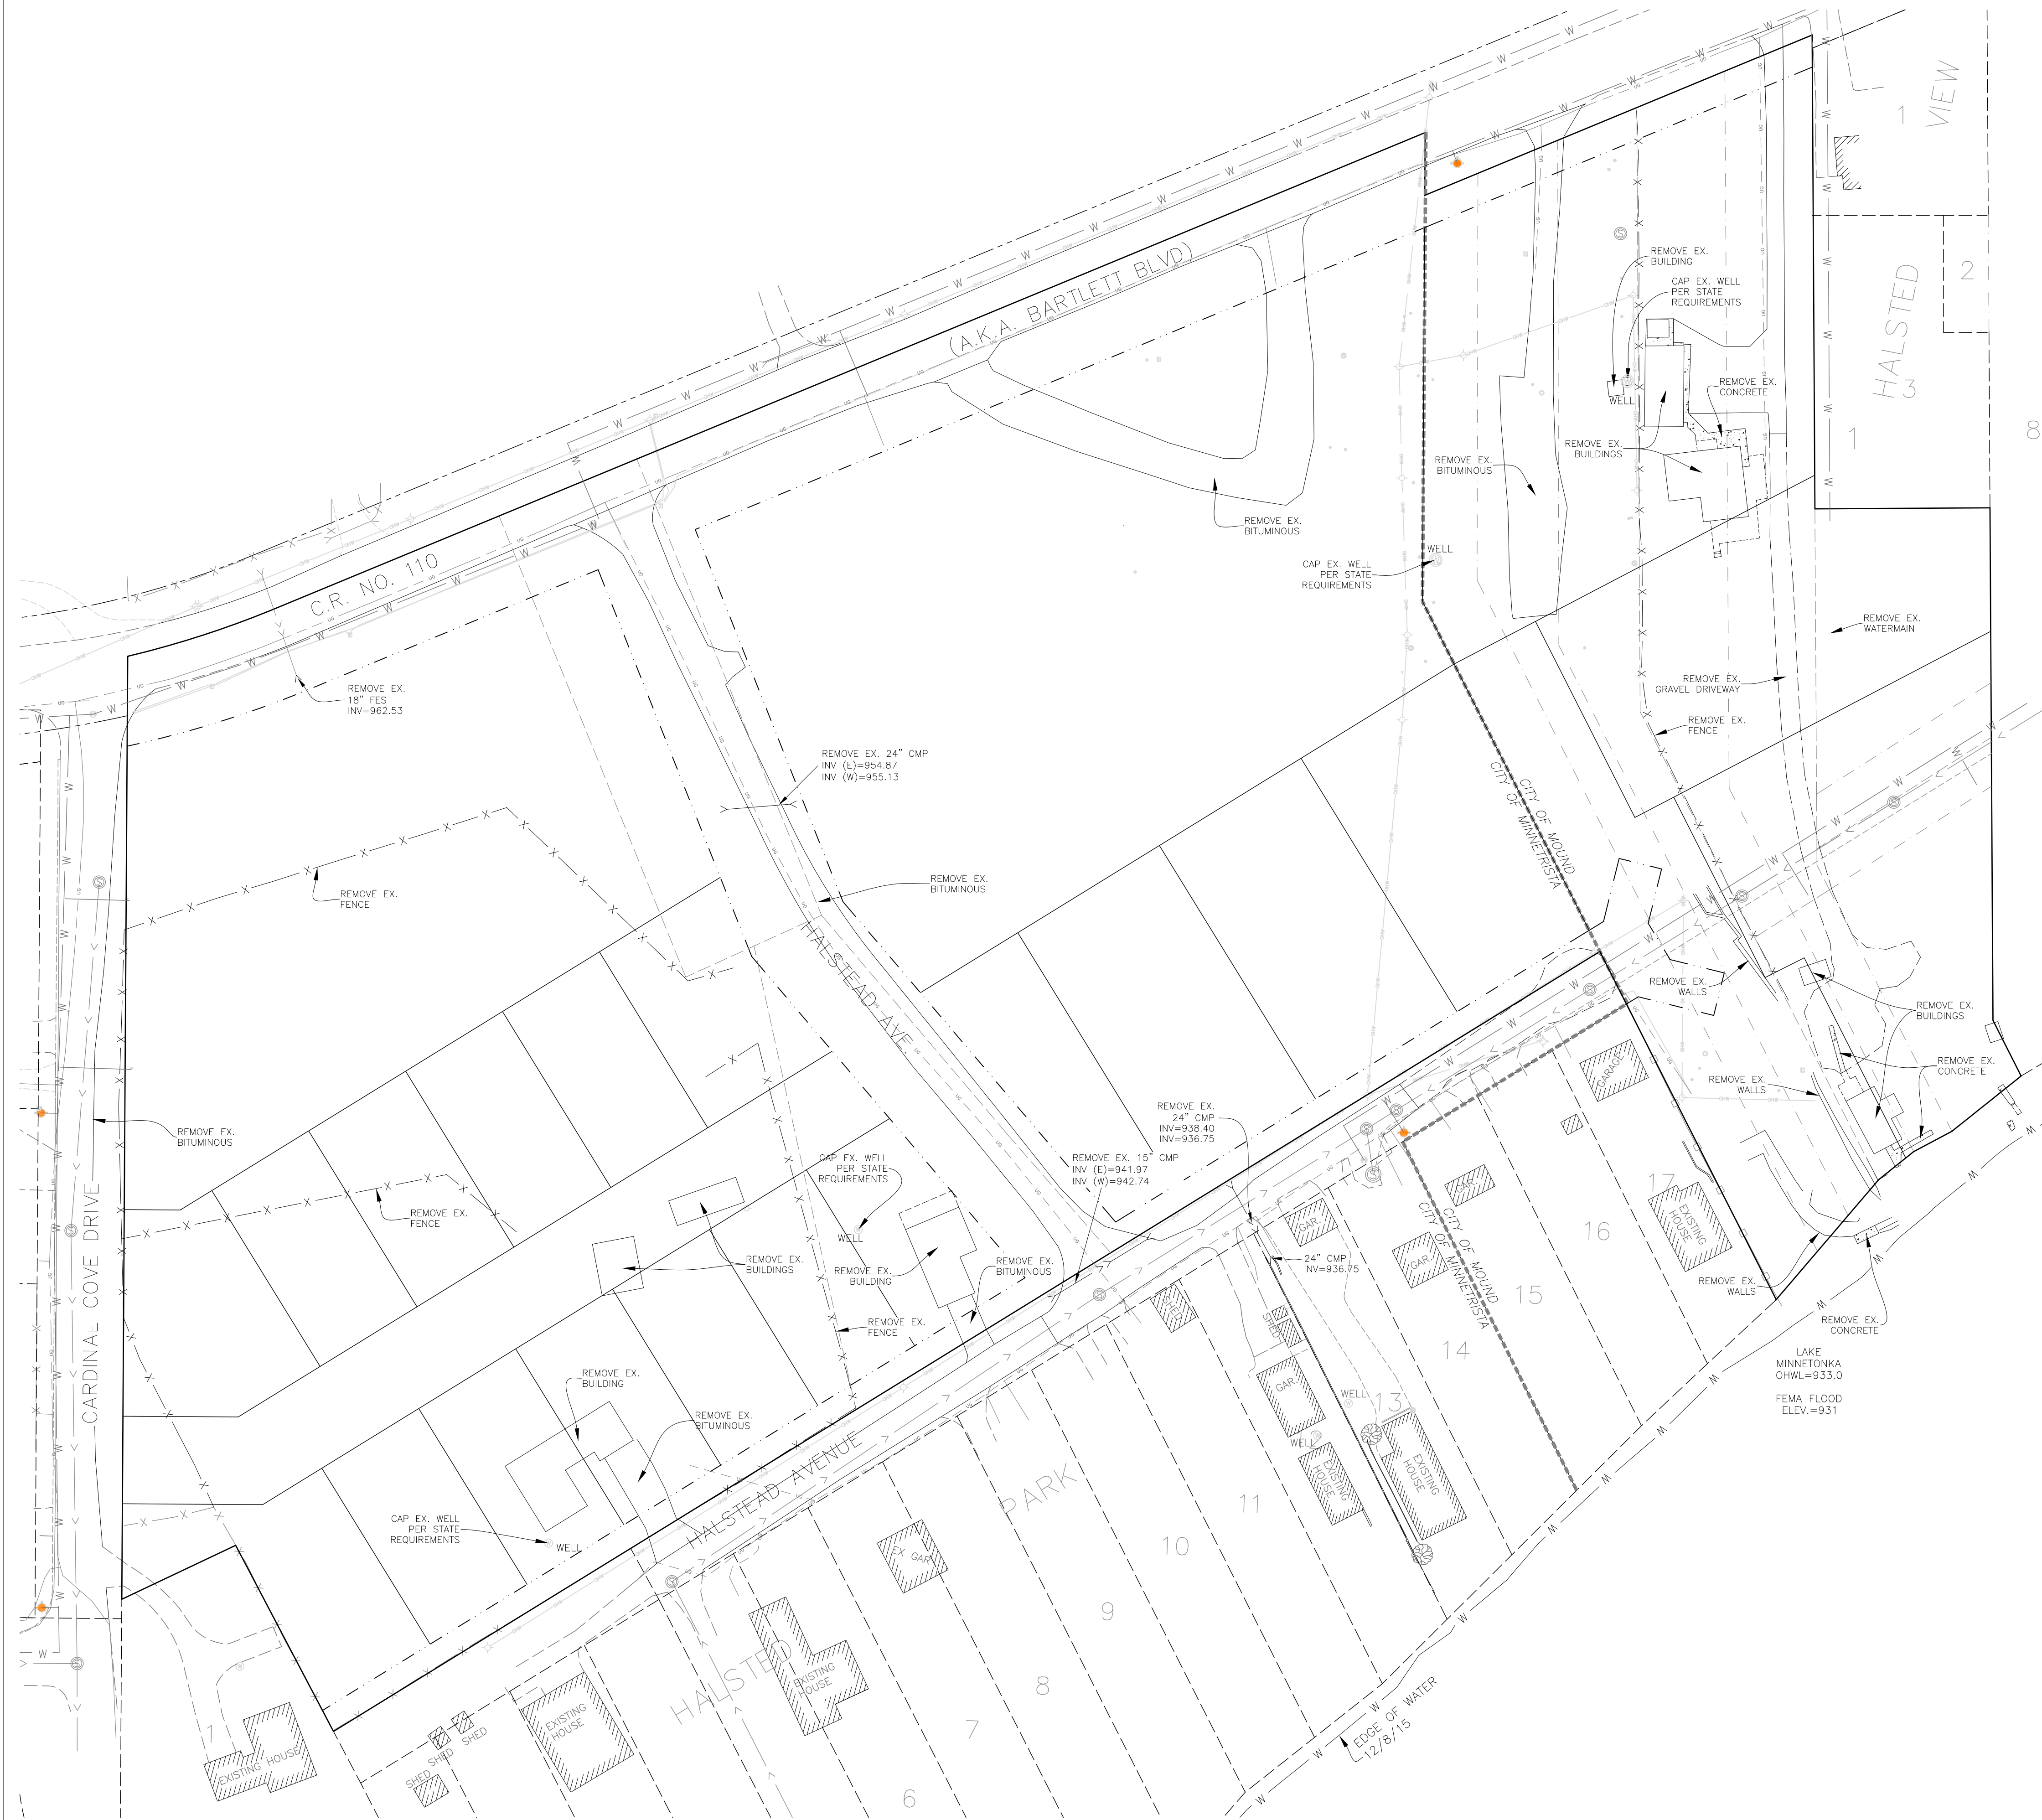 VIEW
1
HALSTED
2
3
1
8
REMOVE EX.
BUILDING
CAP EX. WELL
PER STATE
REQUIREMENTS
WELL
REMOVE EX.
CONCRETE
REMOVE EX.
BUILDINGS
REMOVE EX.
BITUMINOUS
(A.K.A. BARTLETT BLVD)
REMOVE EX.
BITUMINOUS
C.R. NO. 110
WELL
CAP EX. WELL
PER STATE
REQUIREMENTS
REMOVE EX.
WATERMAIN
REMOVE EX.
GRAVEL DRIVEWAY
REMOVE EX.
FENCE
REMOVE EX.
18" FES
INV=962.53
REMOVE EX. 24" CMP
INV (E)=954.87
INV (W)=955.13
CITY OF MOUND
CITY OF MINNETRISTA
REMOVE EX.
FENCE
REMOVE EX.
BITUMINOUS
HALSTEAD AVE.
REMOVE EX.
WALLS
REMOVE EX.
BUILDINGS
REMOVE EX.
CONCRETE
REMOVE EX.
WALLS
REMOVE EX.
BITUMINOUS
CARDINAL COVE DRIVE
REMOVE EX.
FENCE
CAP EX. WELL
PER STATE
REQUIREMENTS
WELL
REMOVE EX.
BUILDINGS
REMOVE EX.
BUILDING
REMOVE EX.
BITUMINOUS
REMOVE EX.
FENCE
REMOVE EX. 15" CMP
INV (E)=941.97
INV (W)=942.74
REMOVE EX.
24" CMP
INV=938.40
INV=936.75
24" CMP
INV=936.75
GARAGE
GAR.
GAR.
GAR.
CITY OF MOUND
CITY OF MINNETRISTA
17
EXISTING
HOUSE
16
15
14
13
REMOVE EX.
WALLS
REMOVE EX.
CONCRETE
LAKE
MINNETONKA
OHWL=933.0
FEMA FLOOD
ELEV.=931
SHED
SHED
GAR.
WELL
WELL
EXISTING
HOUSE
EXISTING
HOUSE
REMOVE EX.
BUILDING
REMOVE EX.
BITUMINOUS
CAP EX. WELL
PER STATE
REQUIREMENTS
WELL
HALSTEAD AVENUE
PARK
11
10
9
8
7
6
EX GAR.
HALSTED
EXISTING
HOUSE
EXISTING
HOUSE
SHED
SHED
SHED
1
EXISTING HOUSE
EDGE OF WATER
12/8/15